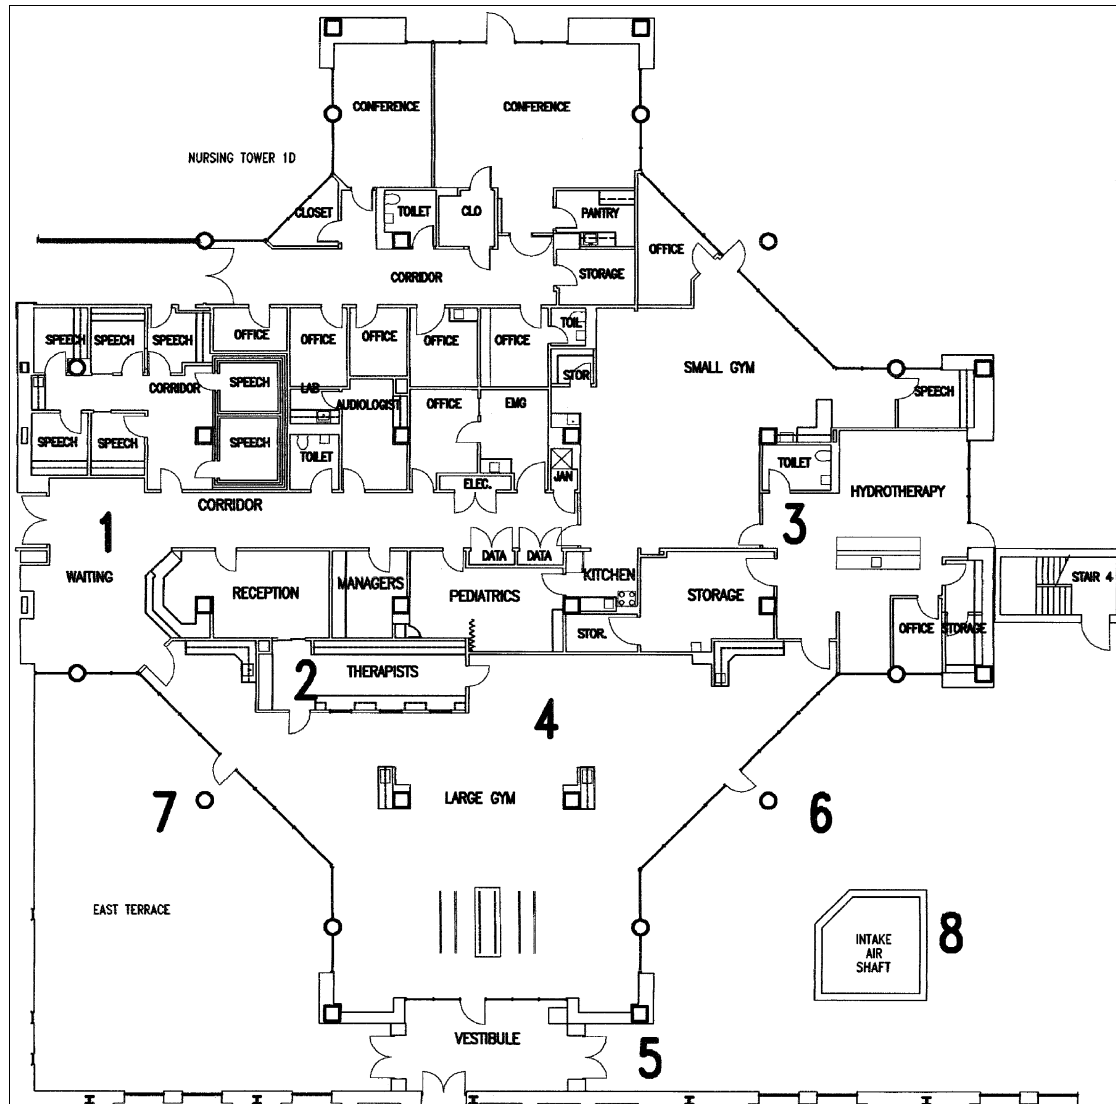 CONFERENCE
CONFERENCE
NURSING TOWER 1D
CLOSET
TOILET
CLO
PANTRY
OFFICE
STORAGE
CORRIDOR
SPEECH
SPEECH
SPEECH
OFFICE
OFFICE
OFFICE
OFFICE
OFFICE
TOIL
SMALL GYM
STOR
CORRIDOR
SPEECH
LAB
AUDIOLOGIST
OFFICE
EMG
SPEECH
SPEECH
SPEECH
SPEECH
TOILET
ELEC.
JAN
TOILET
HYDROTHERAPY
CORRIDOR
1
3
DATA
DATA
WAITING
RECEPTION
MANAGERS
PEDIATRICS
KITCHEN
STORAGE
STAIR 4
STOR.
OFFICE
STORAGE
2
THERAPISTS
4
LARGE GYM
7
6
EAST TERRACE
8
INTAKE
AIR
SHAFT
VESTIBULE
5